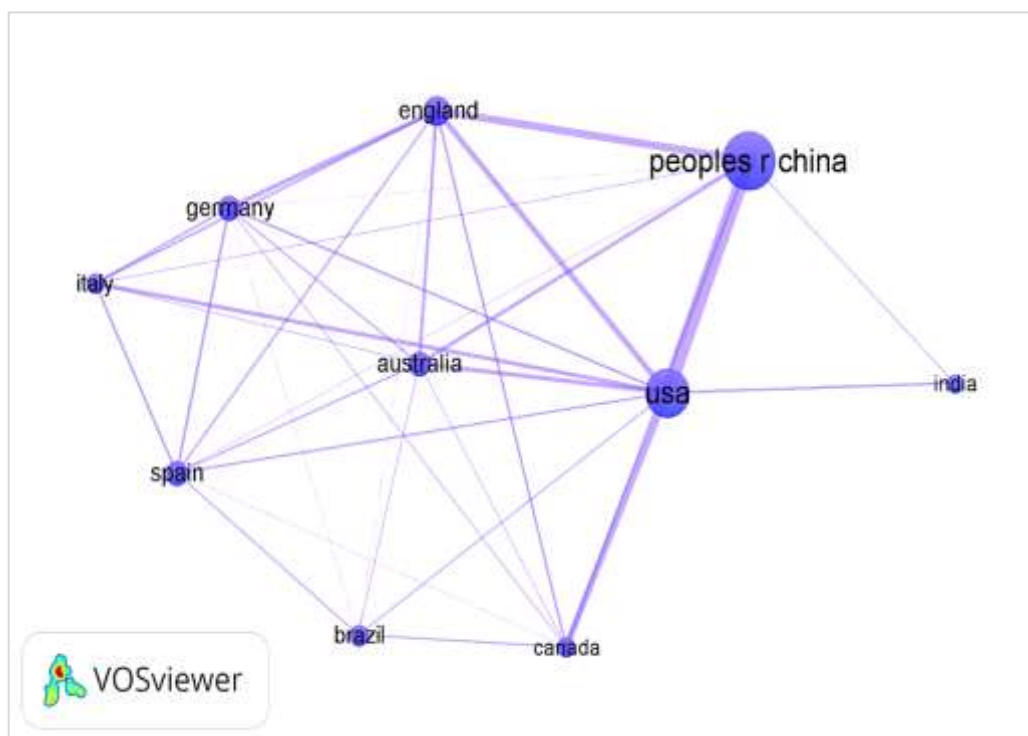 england
peoples r china
germany
italy
australia
usa
india
spain
brazil
canada
VOSviewer